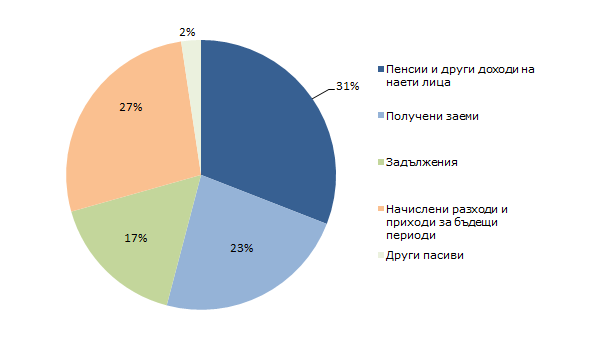 2%
31%
27%
17%
23%
Пенсии и други доходи на
наети лица
Получени заеми
Задължения
Начислени разходи и
приходи за бъдещи
периоди
Други пасиви